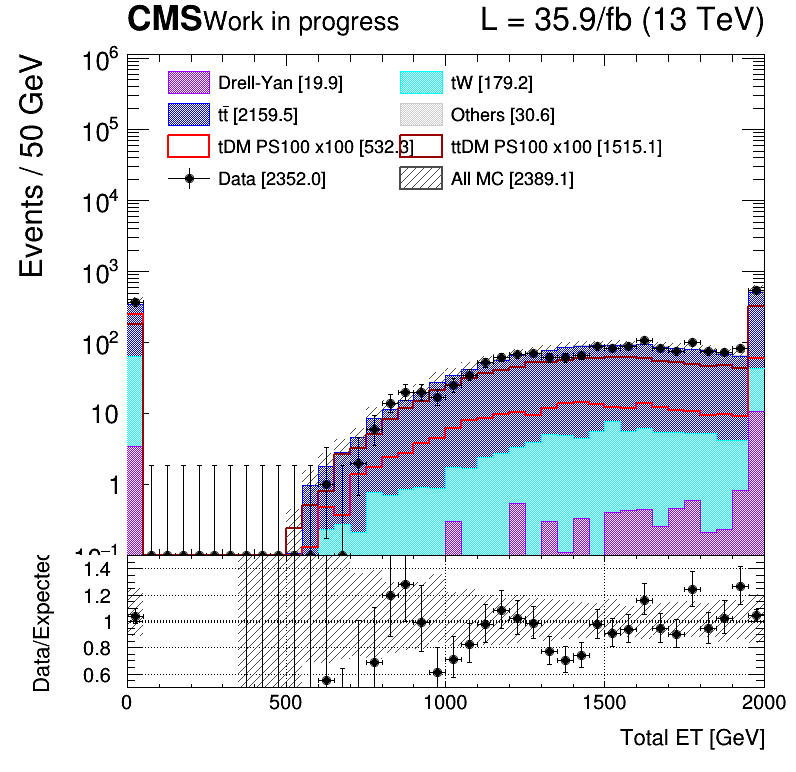 CMS Work in progress L = 35.9/fb (13 TeV)
Events / 50 GeV
10⁶
10⁵
10⁴
10³
10²
10
1
10⁻¹
Drell-Yan [19.9] tW [179.2]
tt̄ [2159.5] Others [30.6]
tDM PS100 x100 [532.3] ttDM PS100 x100 [1515.1]
Data [2352.0] All MC [2389.1]
Data/Expected
1.4
1.2
1
0.8
0.6
0 500 1000 1500 2000
Total ET [GeV]